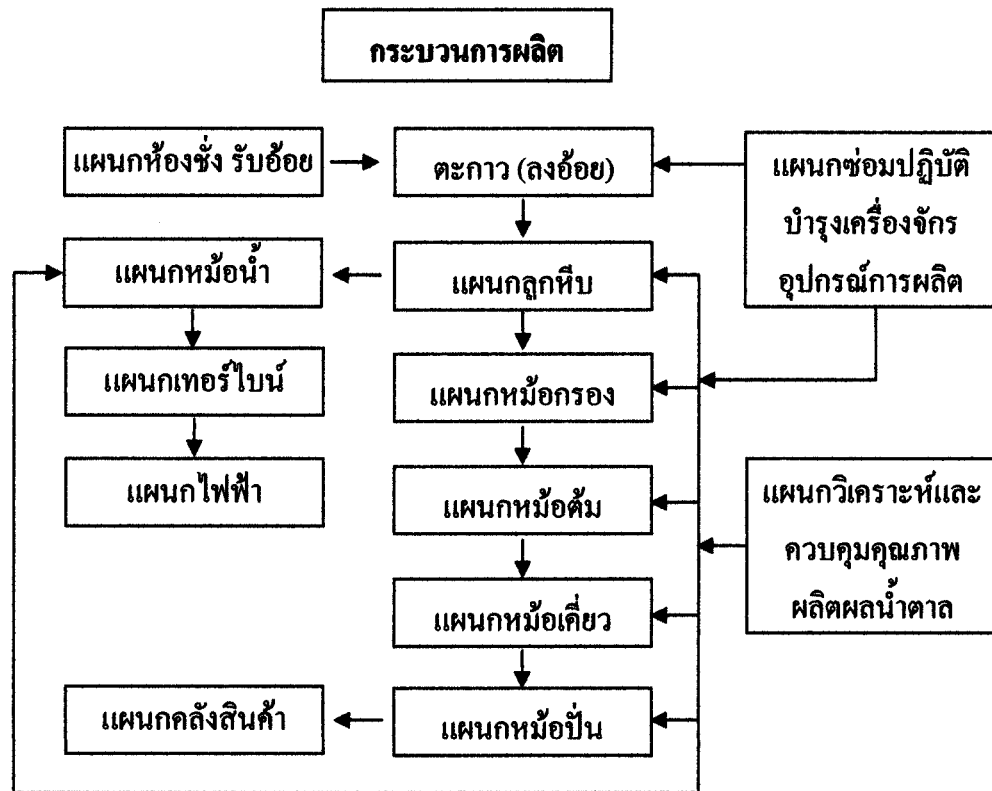 กระบวนการผลิต
แผนกห้องชั่ง รับอ้อย
ตะกาว (ลงอ้อย)
แผนกซ่อมปฏิบัติ
บำรุงเครื่องจักร
อุปกรณ์การผลิต
แผนกหม้อน้ำ
แผนกลูกหีบ
แผนกเทอร์ไบน์
แผนกหม้อกรอง
แผนกไฟฟ้า
แผนกหม้อต้ม
แผนกวิเคราะห์และ
ควบคุมคุณภาพ
ผลิตผลน้ำตาล
แผนกหม้อเคี่ยว
แผนกคลังสินค้า
แผนกหม้อปั่น